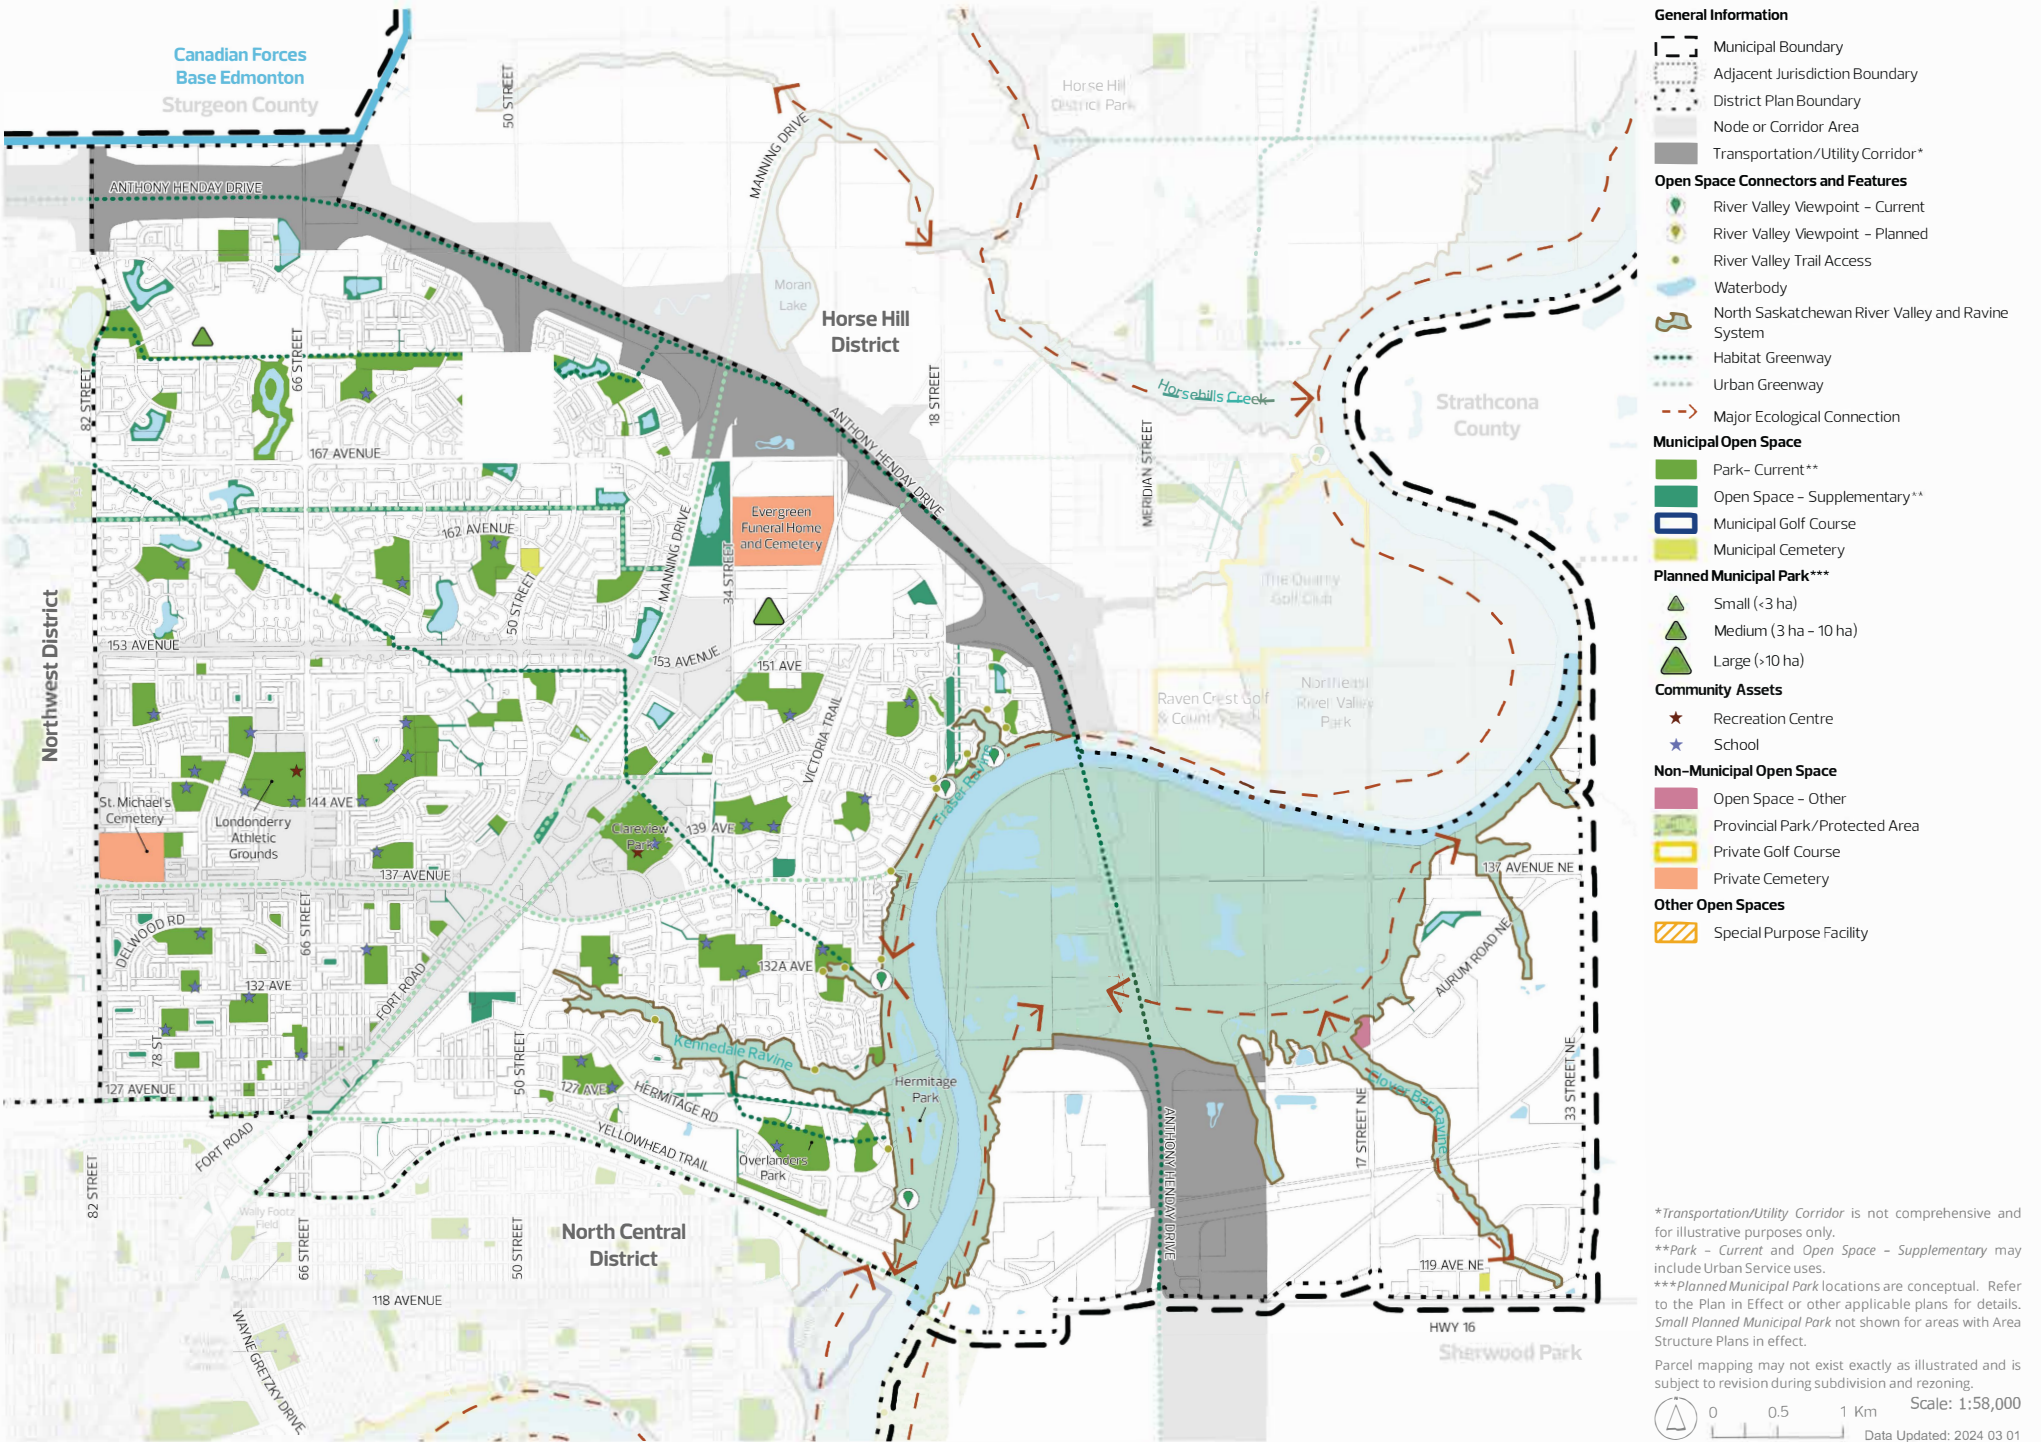 Canadian Forces
Base Edmonton
Sturgeon County
50 STREET
MANNING DRIVE
Horse Hill
District Park
ANTHONY HENDAY DRIVE
Moran
Lake
Horse Hill
District
66 STREET
82 STREET
18 STREET
Horsehills Creek
Strathcona
County
MERIDIAN STREET
167 AVENUE
ANTHONY HENDAY DRIVE
Evergreen
Funeral Home
and Cemetery
162 AVENUE
MANNING DRIVE
34 STREET
50 STREET
The Quarry
Golf Club
Northwest District
153 AVENUE
153 AVENUE
151 AVE
VICTORIA TRAIL
Raven Crest Golf
& Country Club
Northeast
River Valley
Park
Fraser Ravine
St. Michael's
Cemetery
144 AVE
Londonderry
Athletic
Grounds
Clareview
Park
139 AVE
137 AVENUE
137 AVENUE NE
DELWOOD RD
66 STREET
FORT ROAD
132A AVE
132 AVE
AURUM ROAD NE
78 ST
50 STREET
Kennedale Ravine
127 AVENUE
127 AVE
HERMITAGE RD
Hermitage
Park
Clover Bar Ravine
17 STREET NE
33 STREET NE
ANTHONY HENDAY DRIVE
FORT ROAD
YELLOWHEAD TRAIL
Overlanders
Park
82 STREET
Wally Footz
Field
66 STREET
50 STREET
North Central
District
119 AVE NE
118 AVENUE
WAYNE GRETZKY DRIVE
HWY 16
Sherwood Park
General Information
Municipal Boundary
Adjacent Jurisdiction Boundary
District Plan Boundary
Node or Corridor Area
Transportation/Utility Corridor*
Open Space Connectors and Features
River Valley Viewpoint - Current
River Valley Viewpoint - Planned
River Valley Trail Access
Waterbody
North Saskatchewan River Valley and Ravine
System
Habitat Greenway
Urban Greenway
Major Ecological Connection
Municipal Open Space
Park- Current**
Open Space - Supplementary**
Municipal Golf Course
Municipal Cemetery
Planned Municipal Park***
Small (<3 ha)
Medium (3 ha - 10 ha)
Large (>10 ha)
Community Assets
Recreation Centre
School
Non-Municipal Open Space
Open Space - Other
Provincial Park/Protected Area
Private Golf Course
Private Cemetery
Other Open Spaces
Special Purpose Facility
*Transportation/Utility Corridor is not comprehensive and
for illustrative purposes only.
**Park - Current and Open Space - Supplementary may
include Urban Service uses.
***Planned Municipal Park locations are conceptual. Refer
to the Plan in Effect or other applicable plans for details.
Small Planned Municipal Park not shown for areas with Area
Structure Plans in effect.
Parcel mapping may not exist exactly as illustrated and is
subject to revision during subdivision and rezoning.
Scale: 1:58,000
N
0 0.5 1 Km
Data Updated: 2024 03 01